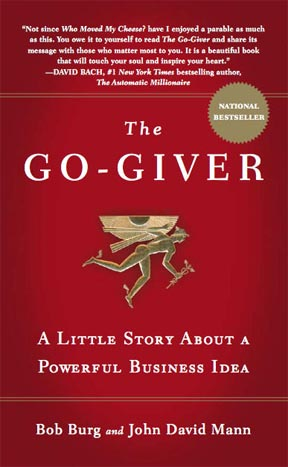 "Not since Who Moved My Cheese? have I enjoyed a parable as much
as this. You owe it to yourself to read The Go-Giver and share its
message with those who matter most to you. It is a beautiful book
that will touch your soul and inspire your heart."
—DAVID BACH, #1 New York Times bestselling author,
The Automatic Millionaire
NATIONAL
BESTSELLER
The
GO-GIVER
A Little Story About a
Powerful Business Idea
Bob Burg and John David Mann